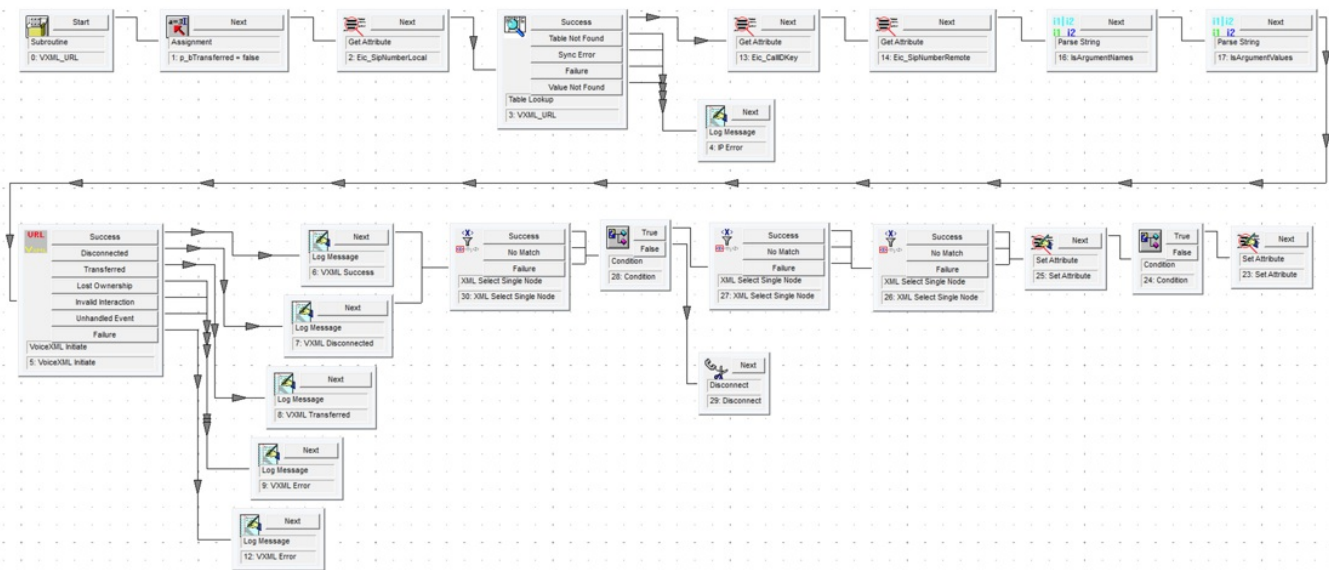 Start
Subroutine
0: VXML_URL
Next
Assignment
1: p_bTransferred = false
Next
Get Attribute
2: Eic_SipNumberLocal
Success
Table Not Found
Sync Error
Failure
Value Not Found
Table Lookup
3: VXML_URL
Next
Get Attribute
13: Eic_CallIDKey
Next
Get Attribute
14: Eic_SipNumberRemote
i1|i2
i1 i2
Next
Parse String
16: lsArgumentNames
i1|i2
i1 i2
Next
Parse String
17: lsArgumentValues
Next
Log Message
4: IP Error
URL
Success
Disconnected
Transferred
Lost Ownership
Invalid Interaction
Unhandled Event
Failure
VoiceXML Initiate
5: VoiceXML Initiate
Next
Log Message
6: VXML Success
Next
Log Message
7: VXML Disconnected
Next
Log Message
8: VXML Transferred
Next
Log Message
9: VXML Error
Next
Log Message
12: VXML Error
<X>
Success
No Match
Failure
XML Select Single Node
30: XML Select Single Node
True
False
Condition
28: Condition
<X>
Success
No Match
Failure
XML Select Single Node
27: XML Select Single Node
<X>
Success
No Match
Failure
XML Select Single Node
26: XML Select Single Node
Next
Set Attribute
25: Set Attribute
True
False
Condition
24: Condition
Next
Set Attribute
23: Set Attribute
Next
Disconnect
29: Disconnect